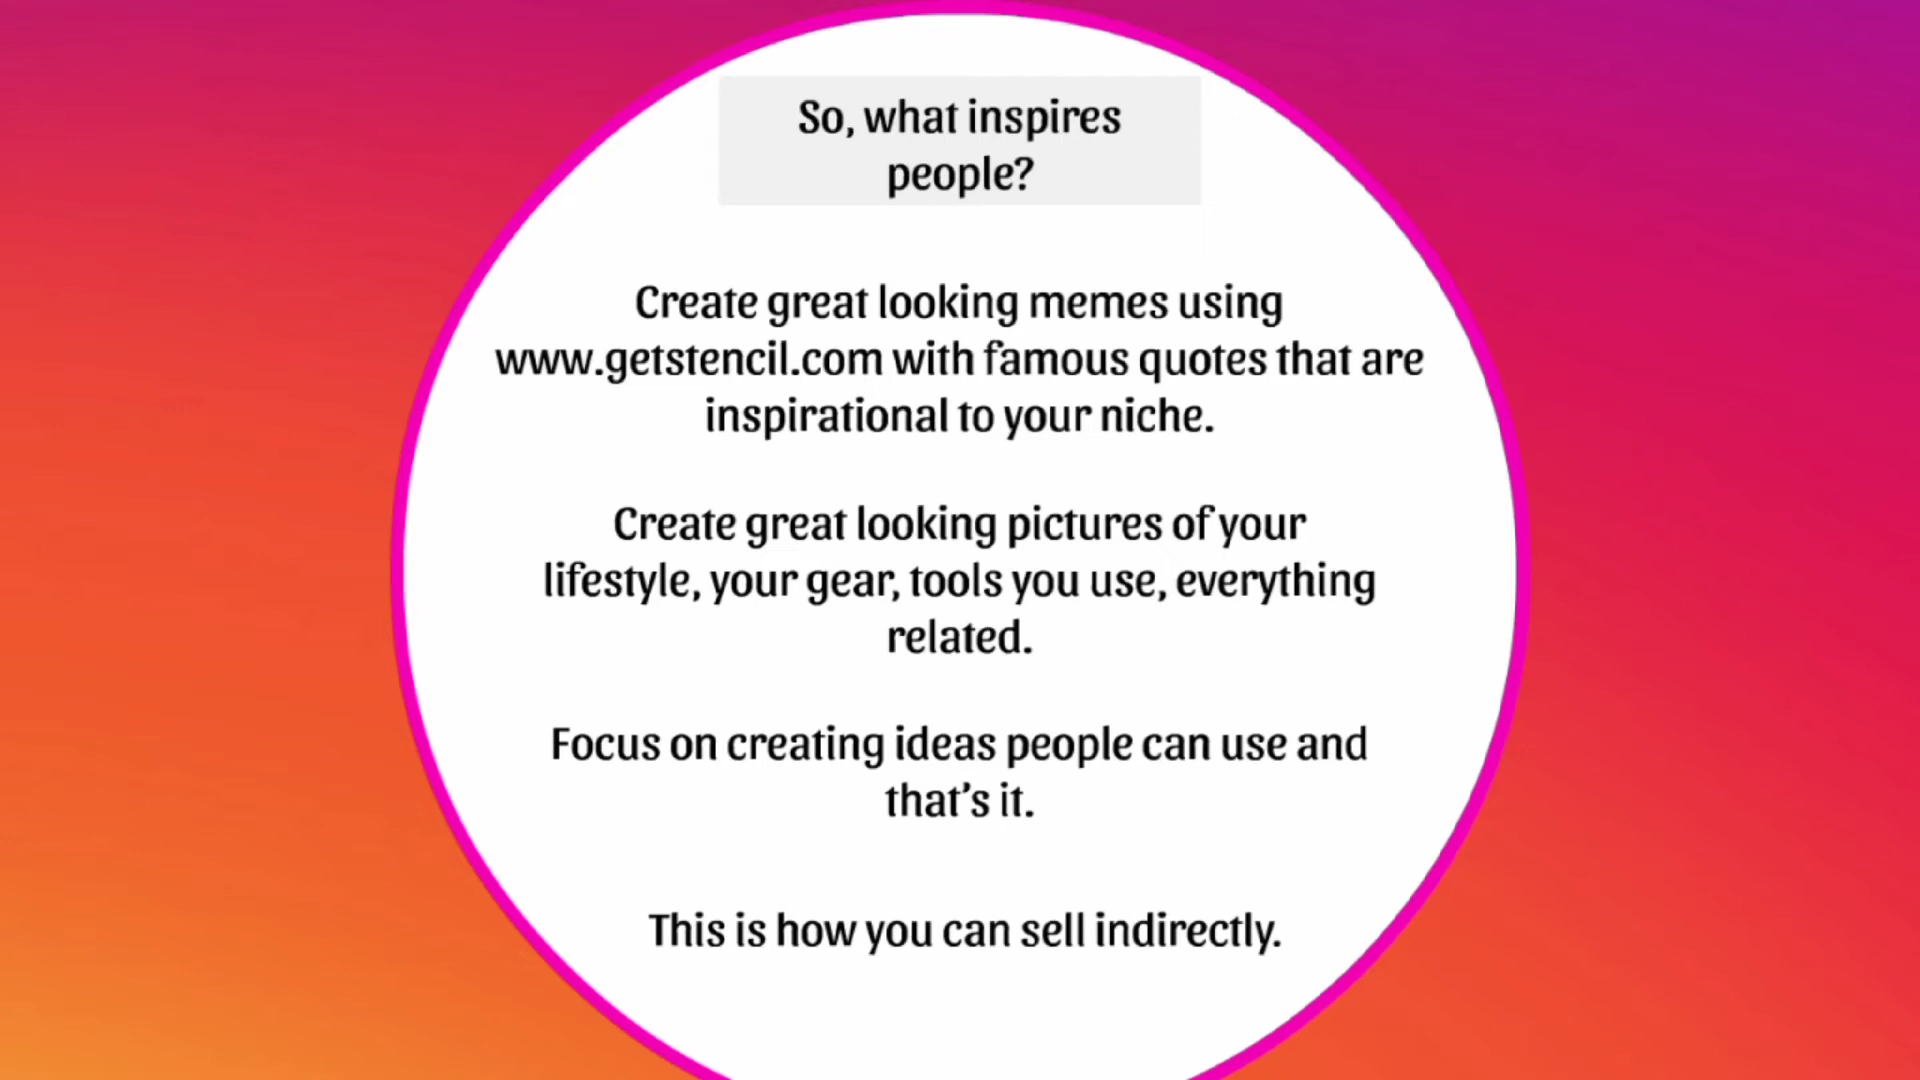 So, what inspires
people?
Create great looking memes using
www.getstencil.com with famous quotes that are
inspirational to your niche.
Create great looking pictures of your
lifestyle, your gear, tools you use, everything
related.
Focus on creating ideas people can use and
that's it.
This is how you can sell indirectly.